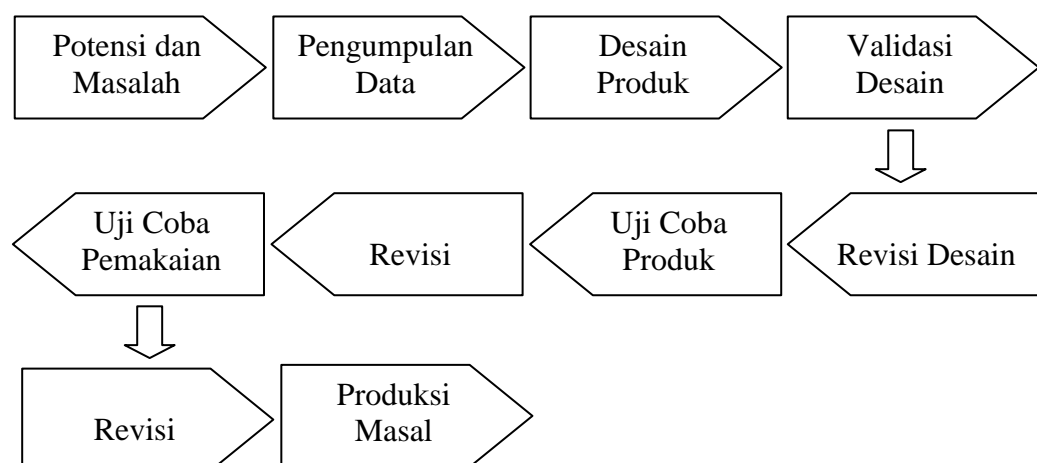 Potensi dan
Masalah
Pengumpulan
Data
Desain
Produk
Validasi
Desain
Revisi Desain
Uji Coba
Produk
Revisi
Uji Coba
Pemakaian
Revisi
Produksi
Masal